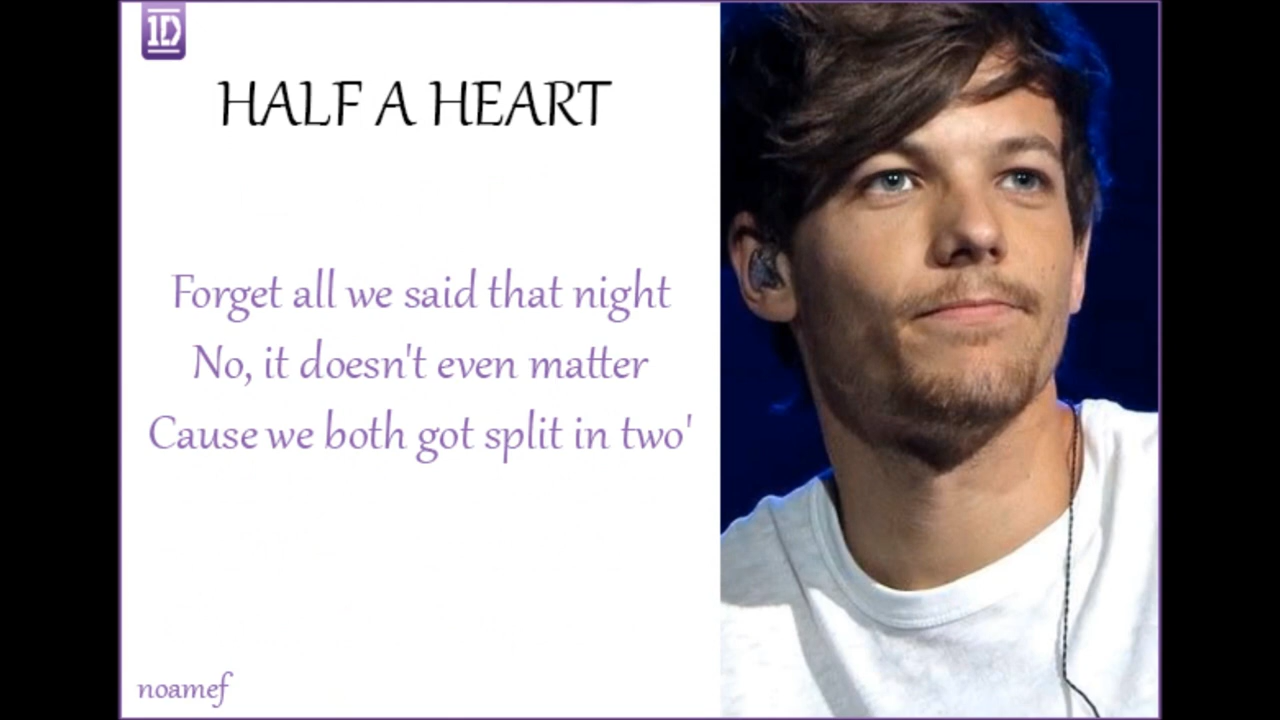 1D
HALF A HEART
Forget all we said that night
No, it doesn't even matter
Cause we both got split in two'
noamef